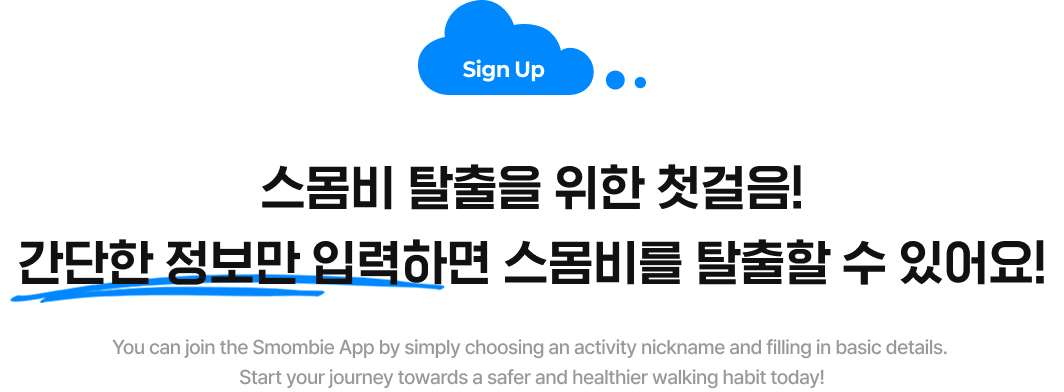 Sign Up
스몸비 탈출을 위한 첫걸음!
간단한 정보만 입력하면 스몸비를 탈출할 수 있어요!
You can join the Smombie App by simply choosing an activity nickname and filling in basic details.
Start your journey towards a safer and healthier walking habit today!